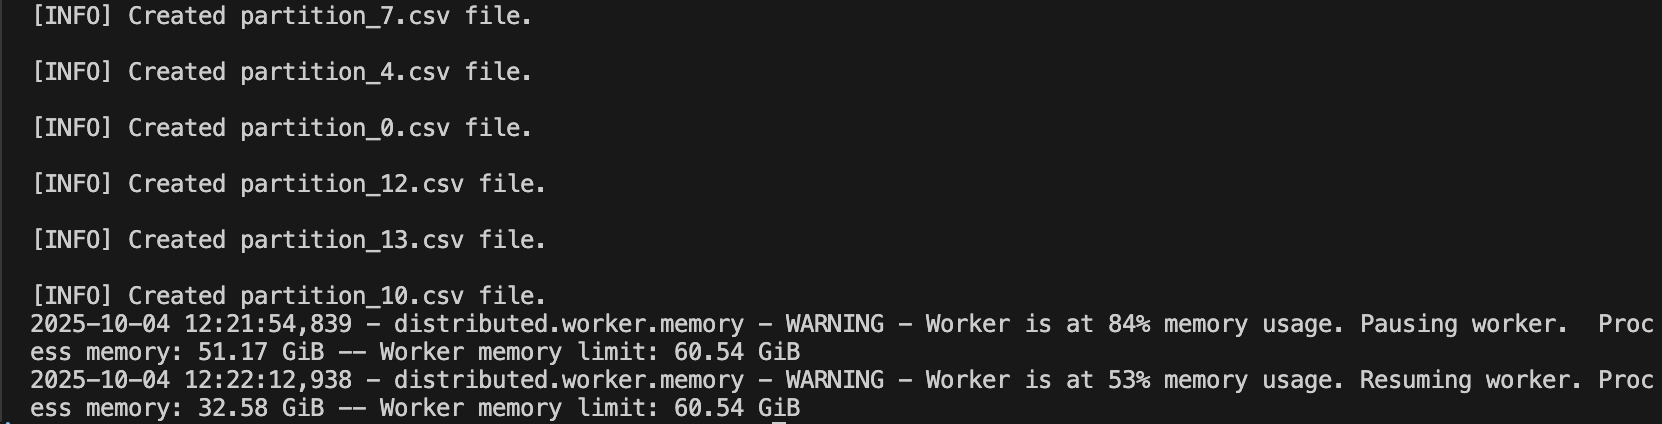 [INFO] Created partition_7.csv file.
[INFO] Created partition_4.csv file.
[INFO] Created partition_0.csv file.
[INFO] Created partition_12.csv file.
[INFO] Created partition_13.csv file.
[INFO] Created partition_10.csv file.
2025-10-04 12:21:54,839 - distributed.worker.memory - WARNING - Worker is at 84% memory usage. Pausing worker.  Proc
ess memory: 51.17 GiB -- Worker memory limit: 60.54 GiB
2025-10-04 12:22:12,938 - distributed.worker.memory - WARNING - Worker is at 53% memory usage. Resuming worker. Proc
ess memory: 32.58 GiB -- Worker memory limit: 60.54 GiB